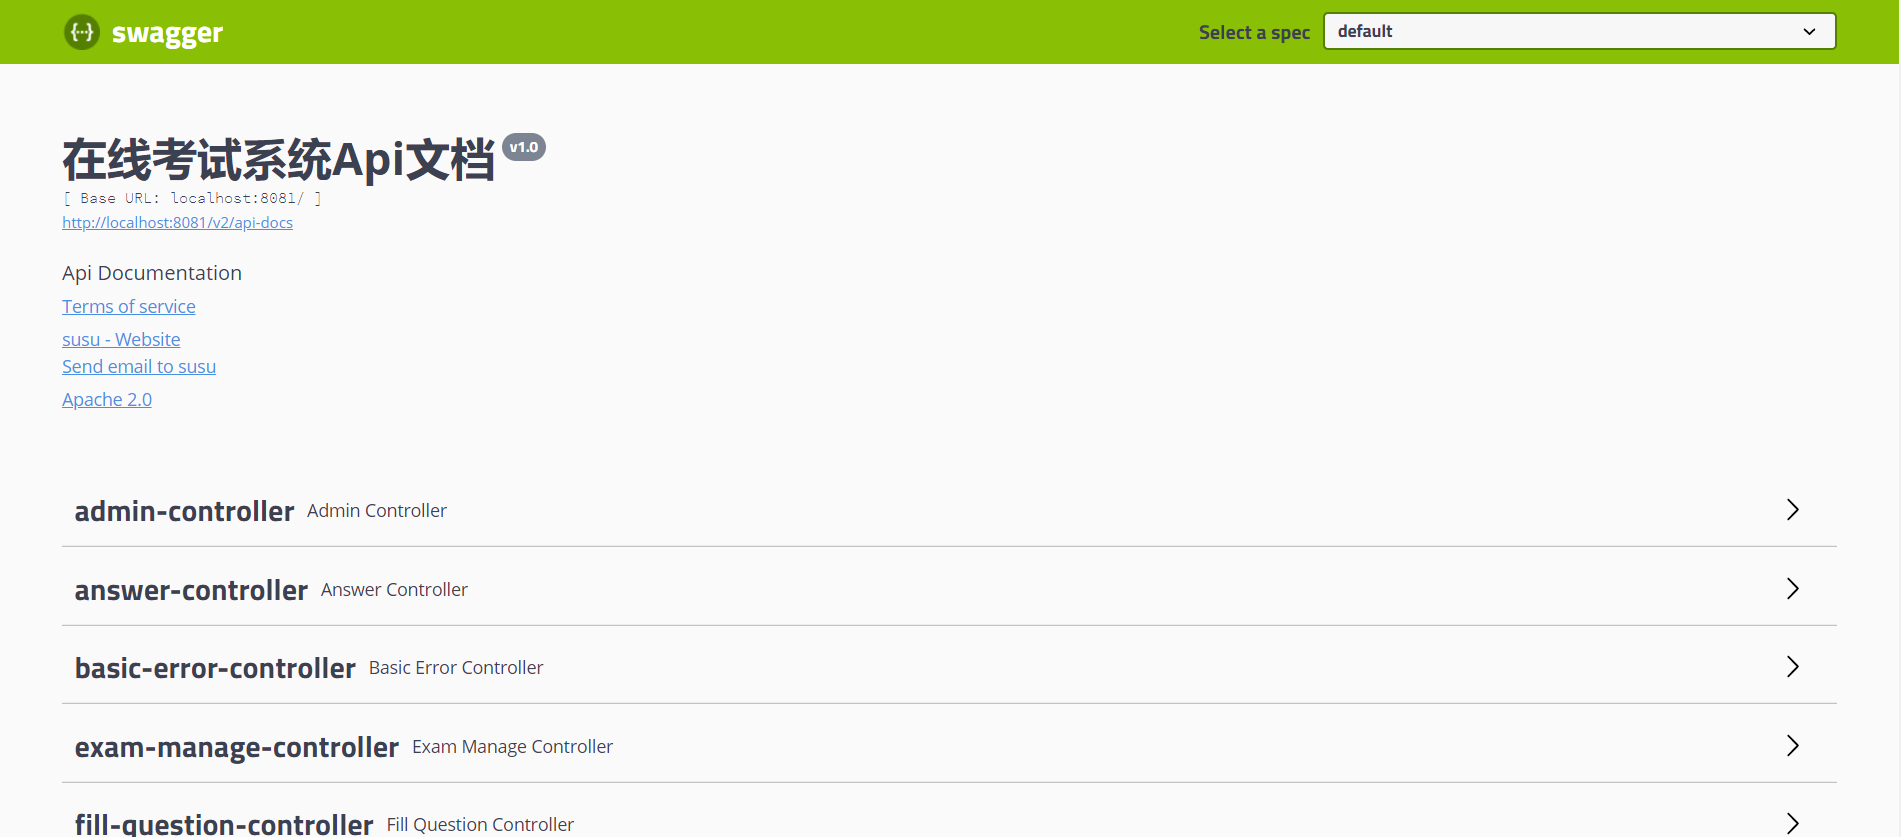 swagger
Select a spec default
在线考试系统Api文档 v1.0
[ Base URL: localhost:8081/ ]
http://localhost:8081/v2/api-docs
Api Documentation
Terms of service
susu - Website
Send email to susu
Apache 2.0
admin-controller Admin Controller
answer-controller Answer Controller
basic-error-controller Basic Error Controller
exam-manage-controller Exam Manage Controller
fill-question-controller Fill Question Controller